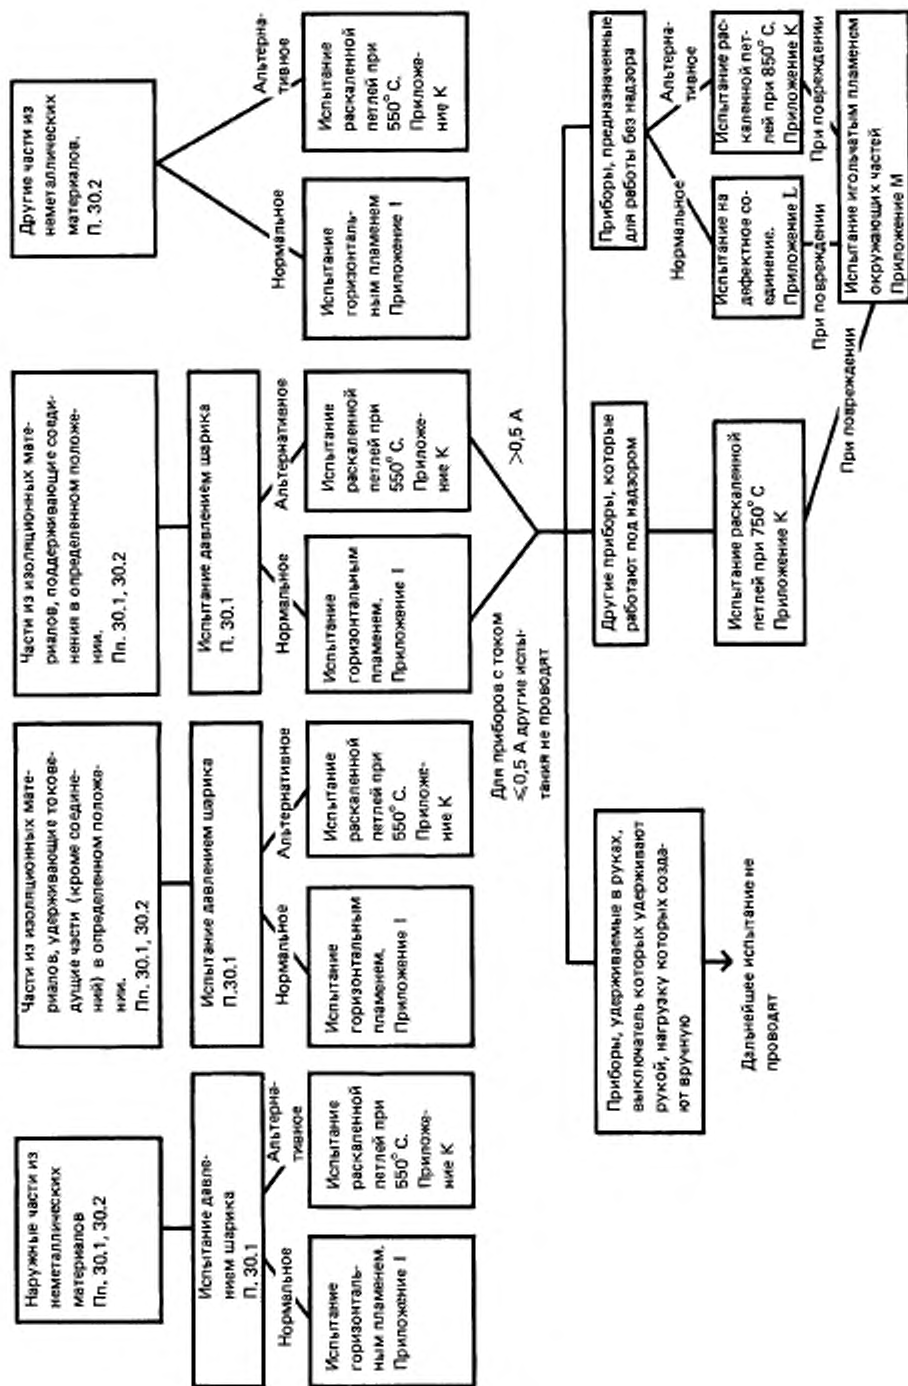 Наружные части из
неметаллических
материалов
Пп. 30.1, 30.2
Испытание давле-
нием шарика
П. 30.1
Нормальное
Альтерна-
тивное
Испытание
горизонталь-
ным пламенем.
Приложение I
Испытание
раскаленной
петлей при
550° С.
Приложе-
ние К
Части из изоляционных мате-
риалов, удерживающие токове-
дущие части (кроме соедине-
ний) в определенном положе-
нии.
Пп. 30.1, 30.2
Испытание давлением шарика
П.30.1
Нормальное
Альтернативное
Испытание
горизонтальным
пламенем.
Приложение I
Испытание
раскаленной
петлей при
550° С.
Приложе-
ние К
Части из изоляционных мате-
риалов, поддерживающие соеди-
нения в определенном положе-
нии.
Пп. 30.1, 30.2
Испытание давлением шарика
П. 30.1
Нормальное
Альтернативное
Испытание
горизонтальным
пламенем.
Приложение I
Испытание
раскаленной
петлей при
550° С.
Приложе-
ние К
Другие части из
неметаллических
материалов.
П. 30.2
Нормальное
Альтерна-
тивное
Испытание
горизонталь-
ным пламенем
Приложение I
Испытание
раскаленной
петлей при
550° С.
Приложе-
ние К
Для приборов с током
⩽0,5 А другие испы-
тания не проводят
>0,5 А
Приборы, удерживаемые в руках,
выключатель которых удерживают
рукой, нагрузку которых созда-
ют вручную
Дальнейшее испытание не
проводят
Другие приборы, которые
работают под надзором
Испытание раскаленной
петлей при 750° С
Приложение К
При повреждении
Приборы, предназначенные
для работы без надзора
Нормальное
Альтерна-
тивное
Испытание на
дефектное со-
единение.
Приложение L
Испытание рас-
каленной пет-
лей при 850° С.
Приложение К
При повреждении
При повреждении
Испытание игольчатым пламенем
окружающих частей
Приложение М